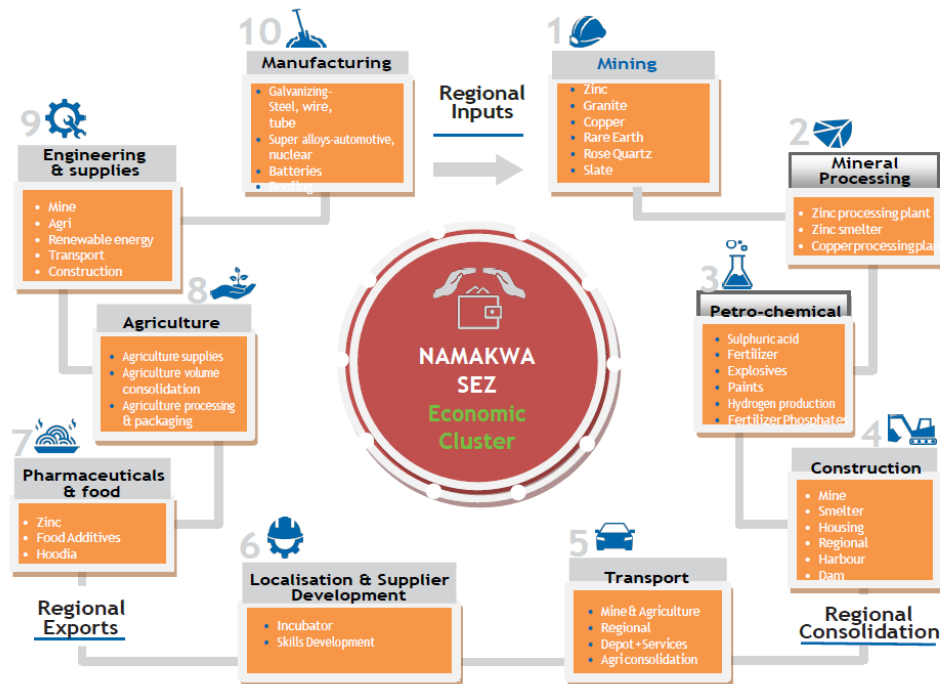 10
Manufacturing
Galvanizing-
Steel, wire,
tube
Super alloys-automotive,
nuclear
Batteries
Roofing
Regional
Inputs
1
Mining
Zinc
Granite
Copper
Rare Earth
Rose Quartz
Slate
2
Mineral
Processing
Zinc processing plant
Zinc smelter
Copper processing plan
3
Petro-chemical
Sulphuric acid
Fertilizer
Explosives
Paints
Hydrogen production
Fertilizer Phosphates
4
Construction
Mine
Smelter
Housing
Regional
Harbour
Dam
Regional
Consolidation
5
Transport
Mine & Agriculture
Regional
Depot + Services
Agri consolidation
6
Localisation & Supplier
Development
Incubator
Skills Development
Regional
Exports
7
Pharmaceuticals
& food
Zinc
Food Additives
Hoodia
8
Agriculture
Agriculture supplies
Agriculture volume
consolidation
Agriculture processing
& packaging
9
Engineering
& supplies
Mine
Agri
Renewable energy
Transport
Construction
NAMAKWA
SEZ
Economic
Cluster